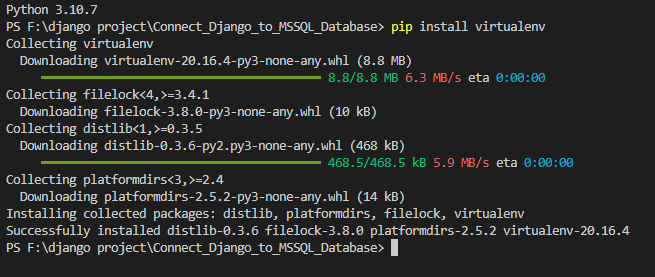 Python 3.10.7
PS F:\django project\Connect_Django_to_MSSQL_Database> pip install virtualenv
Collecting virtualenv
Downloading virtualenv-20.16.4-py3-none-any.whl (8.8 MB)
8.8/8.8 MB 6.3 MB/s eta 0:00:00
Collecting filelock<4,>=3.4.1
Downloading filelock-3.8.0-py3-none-any.whl (10 kB)
Collecting distlib<1,>=0.3.5
Downloading distlib-0.3.6-py2.py3-none-any.whl (468 kB)
468.5/468.5 kB 5.9 MB/s eta 0:00:00
Collecting platformdirs<3,>=2.4
Downloading platformdirs-2.5.2-py3-none-any.whl (14 kB)
Installing collected packages: distlib, platformdirs, filelock, virtualenv
Successfully installed distlib-0.3.6 filelock-3.8.0 platformdirs-2.5.2 virtualenv-20.16.4
PS F:\django project\Connect_Django_to_MSSQL_Database>